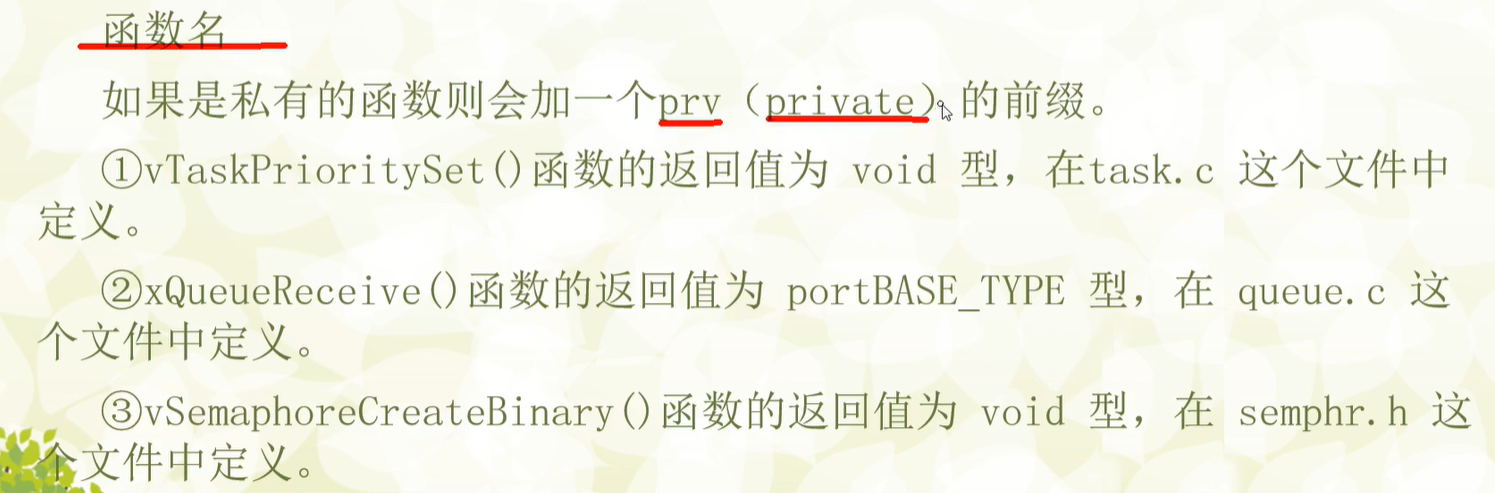 函数名
如果是私有的函数则会加一个prv（private）的前缀。
①vTaskPrioritySet()函数的返回值为 void 型，在task.c 这个文件中
定义。
②xQueueReceive()函数的返回值为 portBASE_TYPE 型，在 queue.c 这
个文件中定义。
③vSemaphoreCreateBinary()函数的返回值为 void 型，在 semphr.h 这
个文件中定义。